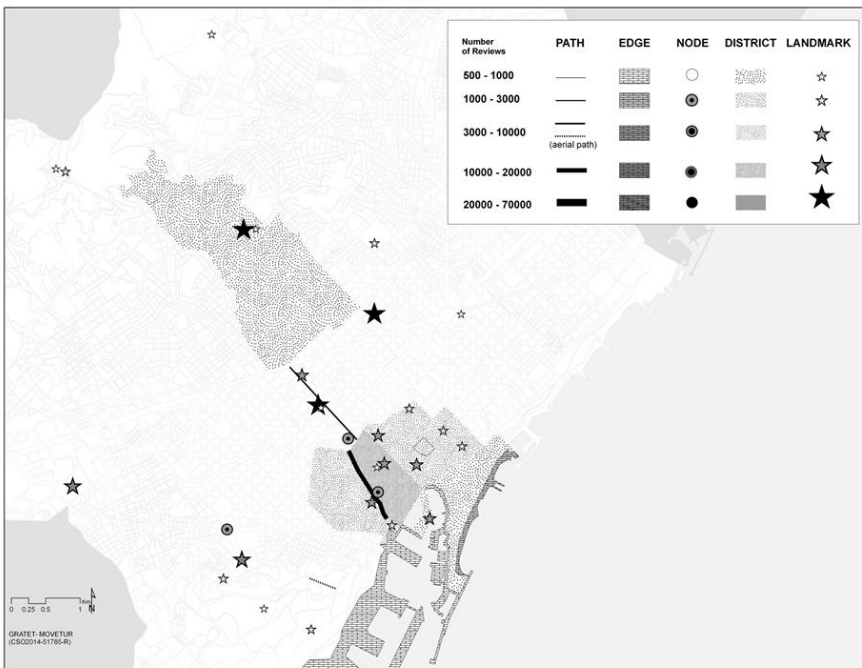 Number
of Reviews
PATH EDGE NODE DISTRICT LANDMARK
500 - 1000
1000 - 3000
3000 - 10000
(aerial path)
10000 - 20000
20000 - 70000
Km
0 0.25 0.5 1 N
GRATET- MOVETUR
(CSO2014-51785-R)